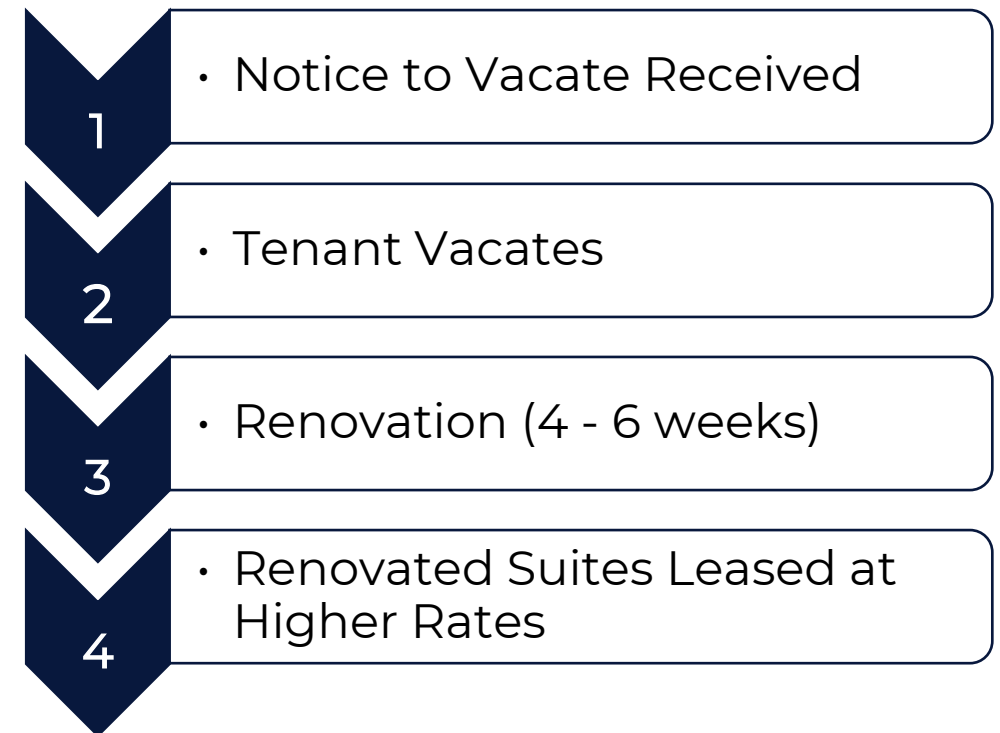 1
· Notice to Vacate Received
2
· Tenant Vacates
3
· Renovation (4 - 6 weeks)
4
· Renovated Suites Leased at
Higher Rates